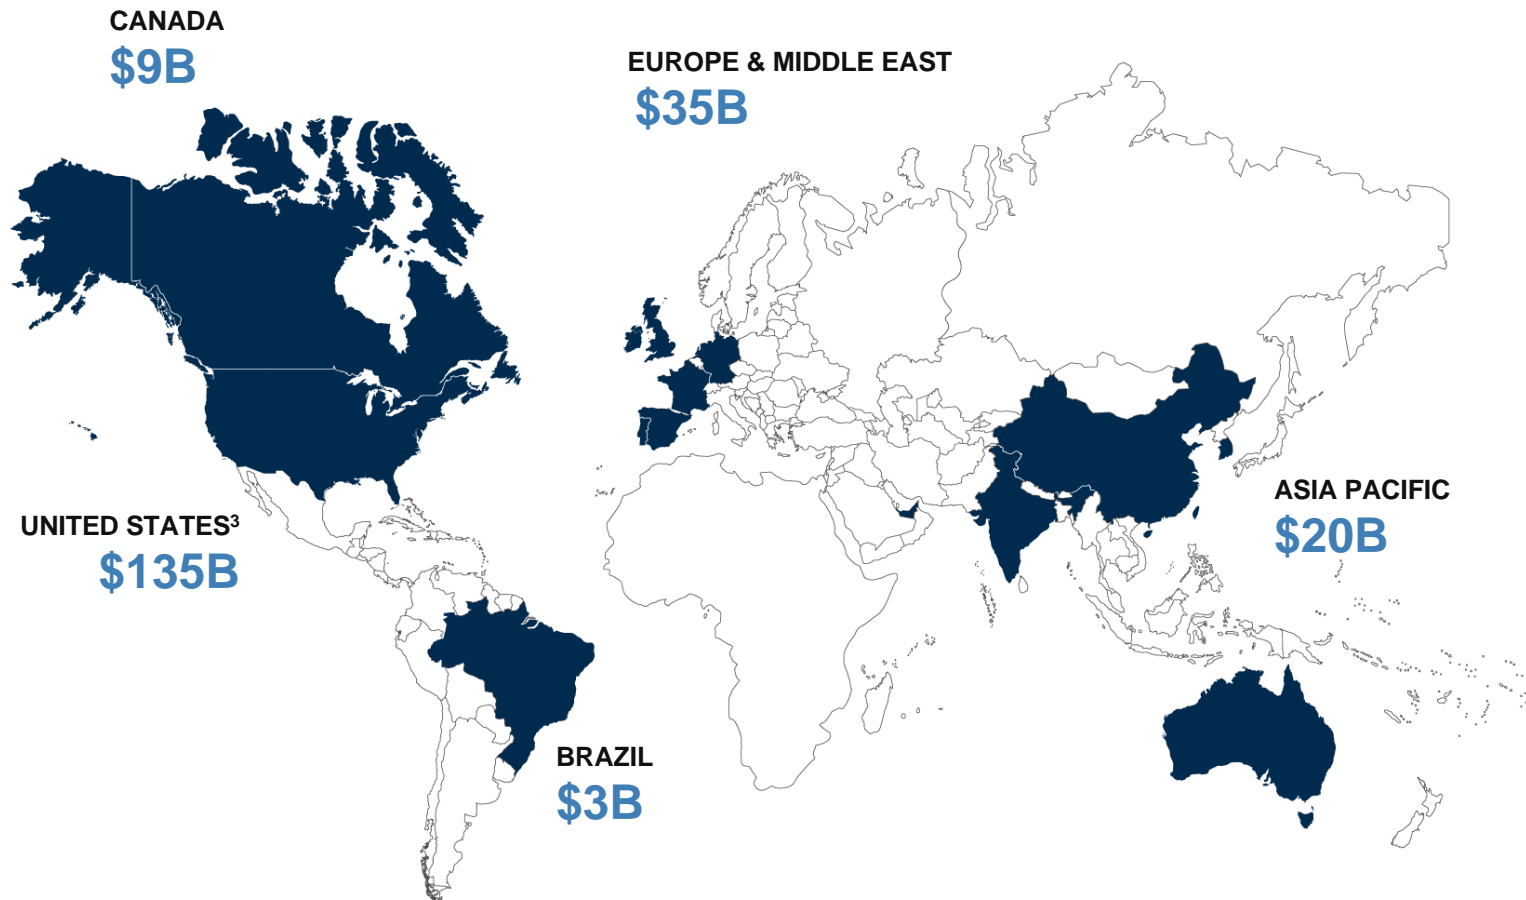 CANADA
$9B
EUROPE & MIDDLE EAST
$35B
UNITED STATES³
$135B
ASIA PACIFIC
$20B
BRAZIL
$3B